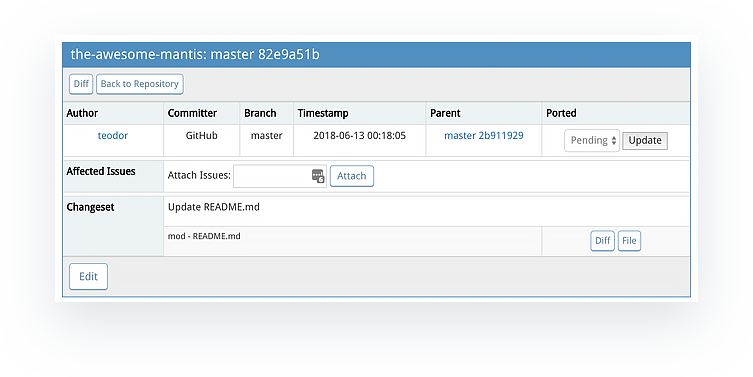 the-awesome-mantis: master 82e9a51b
Diff Back to Repository
Author Committer Branch Timestamp Parent Ported
teodor GitHub master 2018-06-13 00:18:05 master 2b911929 Pending Update
Affected Issues Attach Issues: Attach
Changeset Update README.md
mod - README.md Diff File
Edit